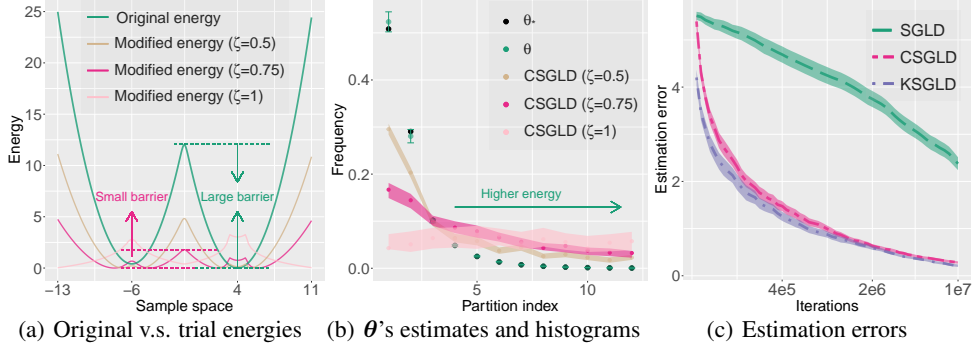 25
20
15
10
5
0
Energy
Original energy
Modified energy (ζ=0.5)
Modified energy (ζ=0.75)
Modified energy (ζ=1)
Small barrier
Large barrier
−13
−6
4
11
Sample space
(a) Original v.s. trial energies
0.4
0.2
0.0
Frequency
θ*
θ
CSGLD (ζ=0.5)
CSGLD (ζ=0.75)
CSGLD (ζ=1)
Higher energy
5
10
Partition index
(b) θ's estimates and histograms
6
4
2
0
Estimation error
SGLD
CSGLD
KSGLD
4e5
2e6
1e7
Iterations
(c) Estimation errors